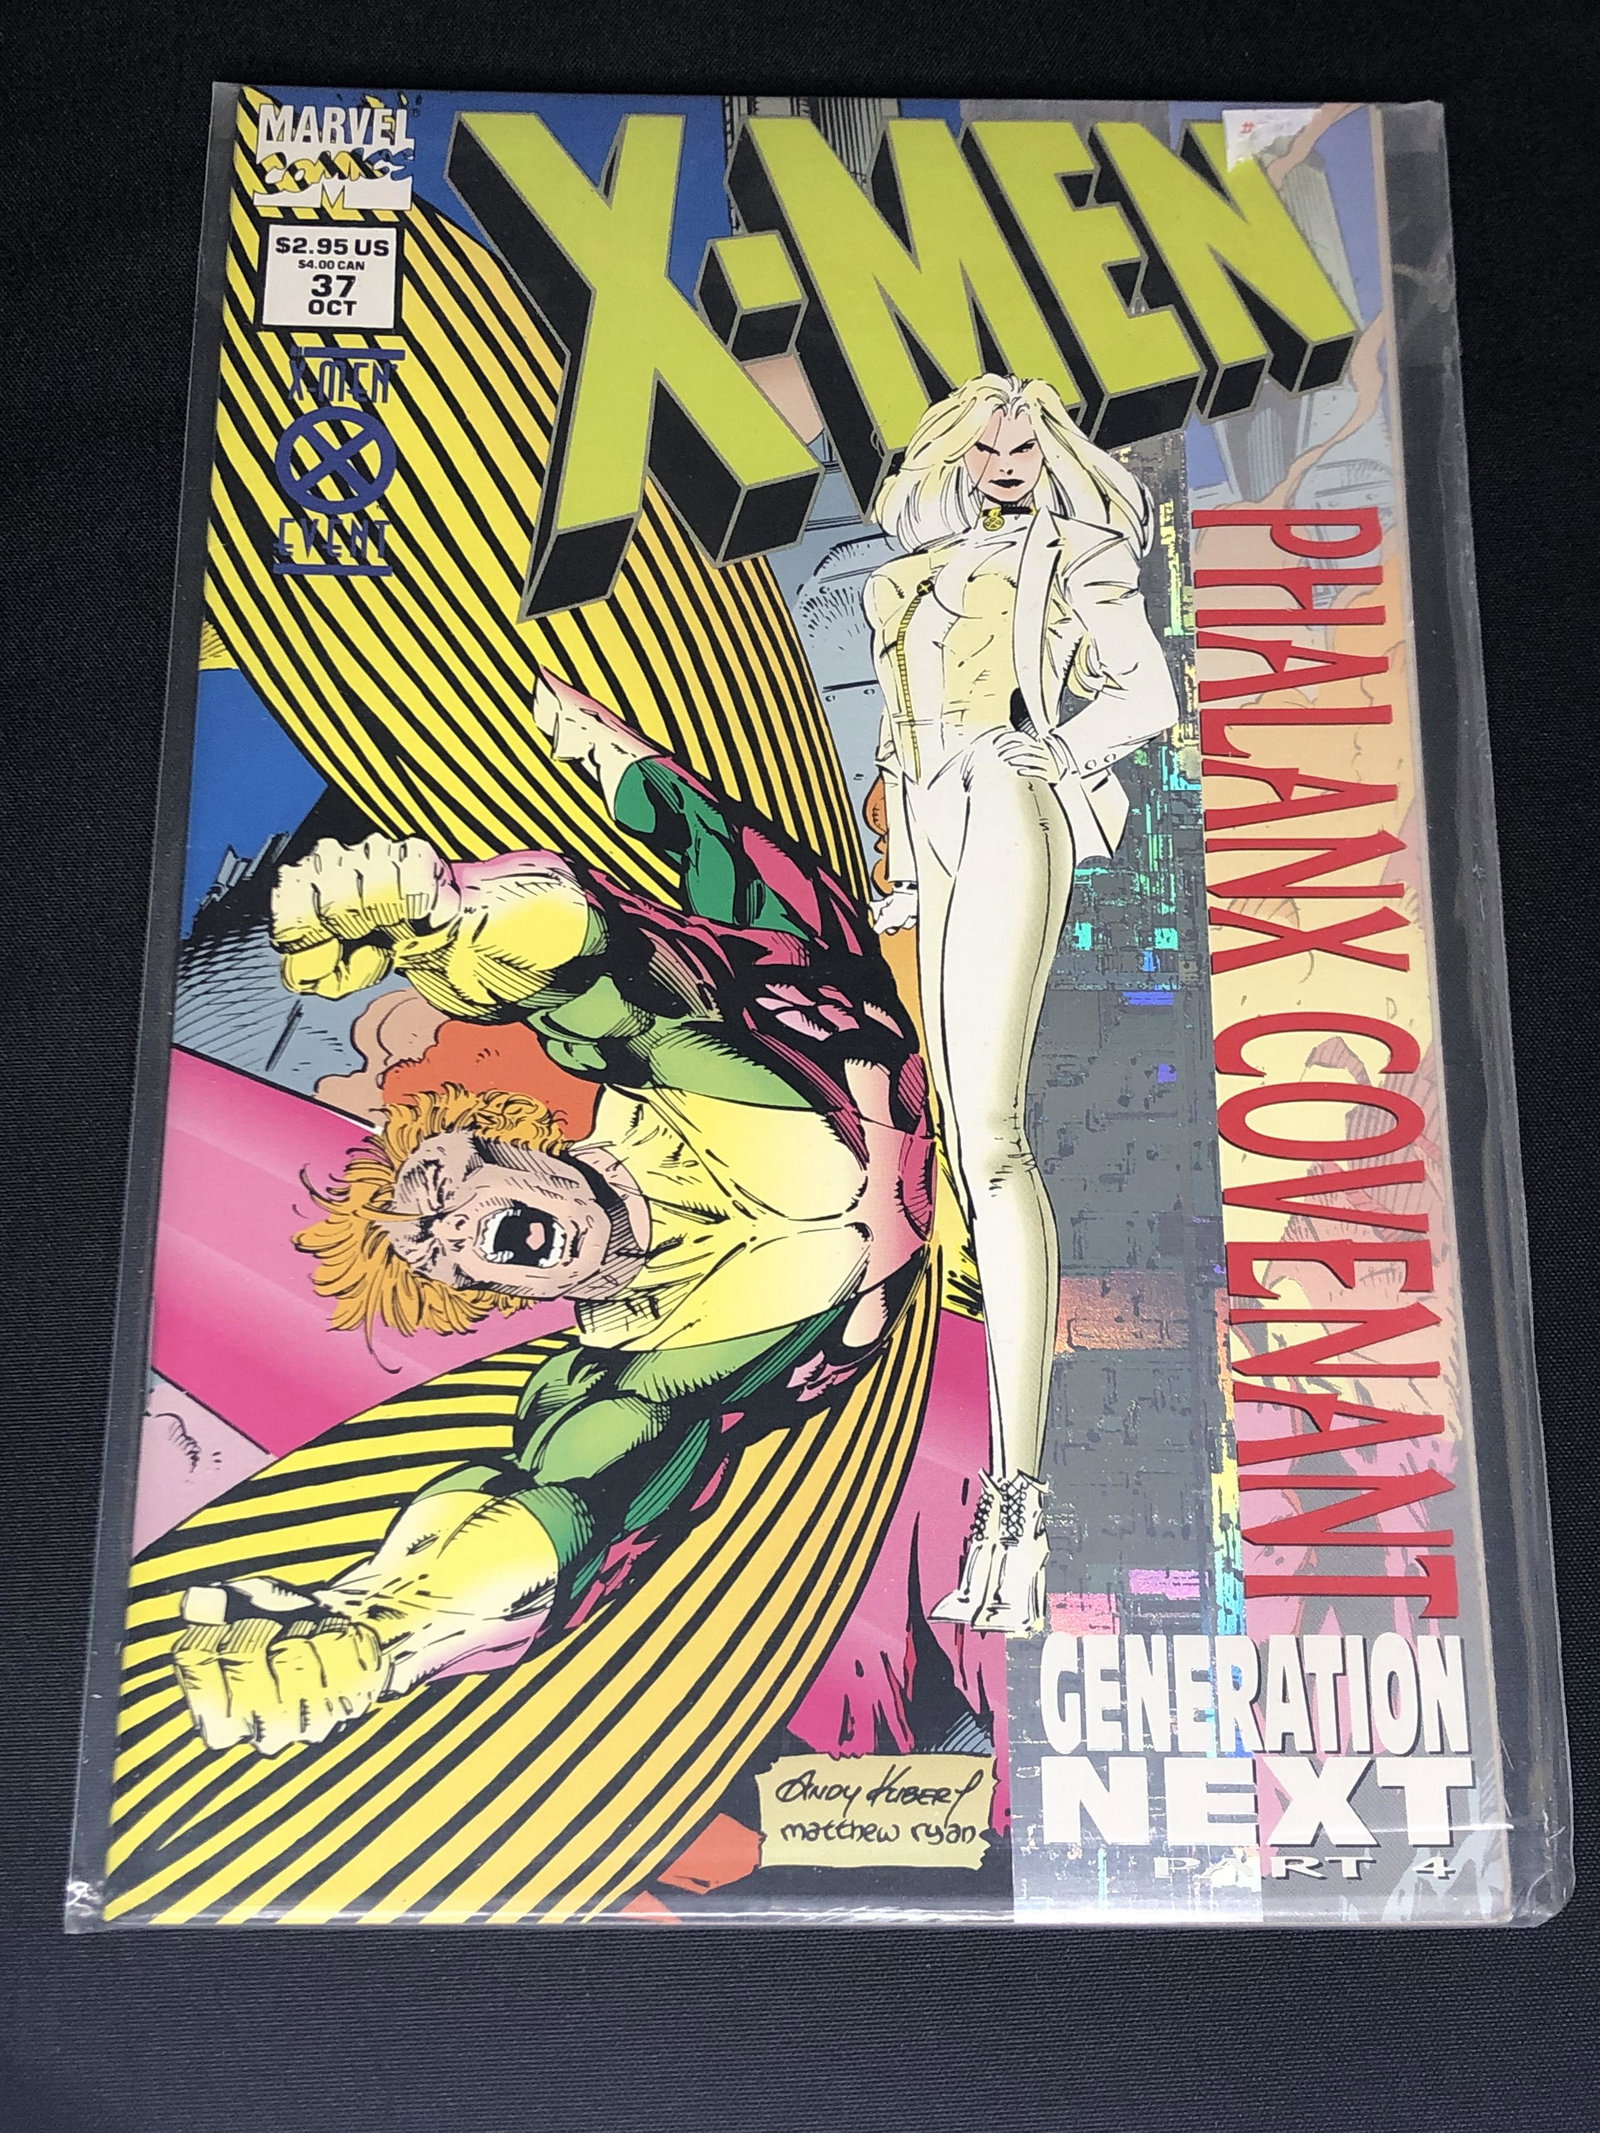 MARVEL
COMICS
M
$2.95 US
$4.00 CAN
37
OCT
X-MEN
EVENT
X-MEN
PHALANX COVENANT
GENERATION
NEXT
PART 4
ANDY KUBERT
matthew ryan